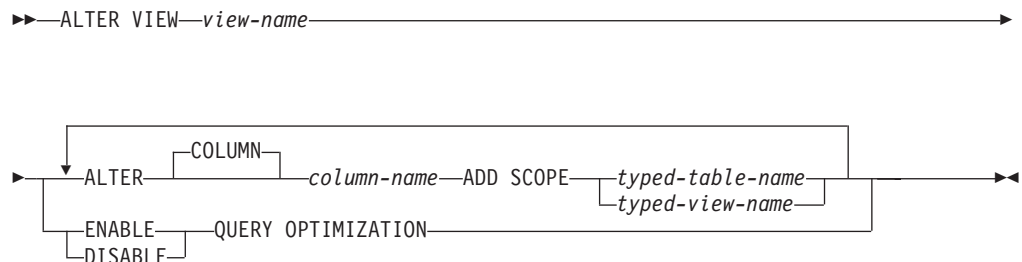 ALTER VIEW view-name
COLUMN
ALTER column-name ADD SCOPE typed-table-name
typed-view-name
ENABLE QUERY OPTIMIZATION
DISABLE